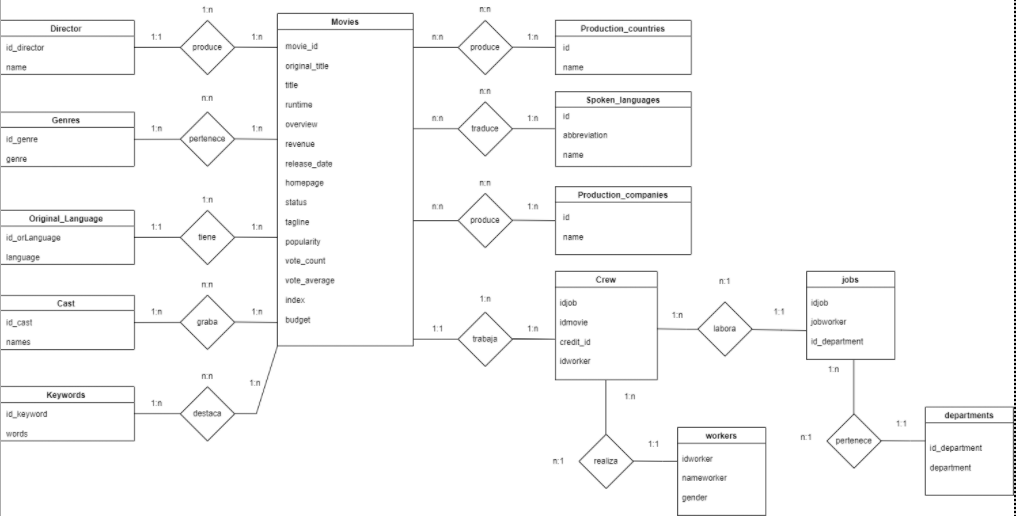 Director
id_director
name
1:1
1:n
produce
1:n
Genres
id_genre
genre
1:n
n:n
pertenece
1:n
Original_Language
id_orLanguage
language
1:1
1:n
tiene
1:n
Cast
id_cast
names
1:n
n:n
graba
1:n
Keywords
id_keyword
words
1:n
n:n
destaca
1:n
Movies
movie_id
original_title
title
runtime
overview
revenue
release_date
homepage
status
tagline
popularity
vote_count
vote_average
index
budget
n:n
n:n
produce
1:n
Production_countries
id
name
n:n
n:n
traduce
1:n
Spoken_languages
id
abbreviation
name
n:n
n:n
produce
1:n
Production_companies
id
name
1:1
1:n
trabaja
1:n
Crew
idjob
idmovie
credit_id
idworker
1:n
n:1
labora
1:1
jobs
idjob
jobworker
id_department
1:n
n:1
realiza
1:1
workers
idworker
nameworker
gender
1:n
n:1
pertenece
1:1
departments
id_department
department